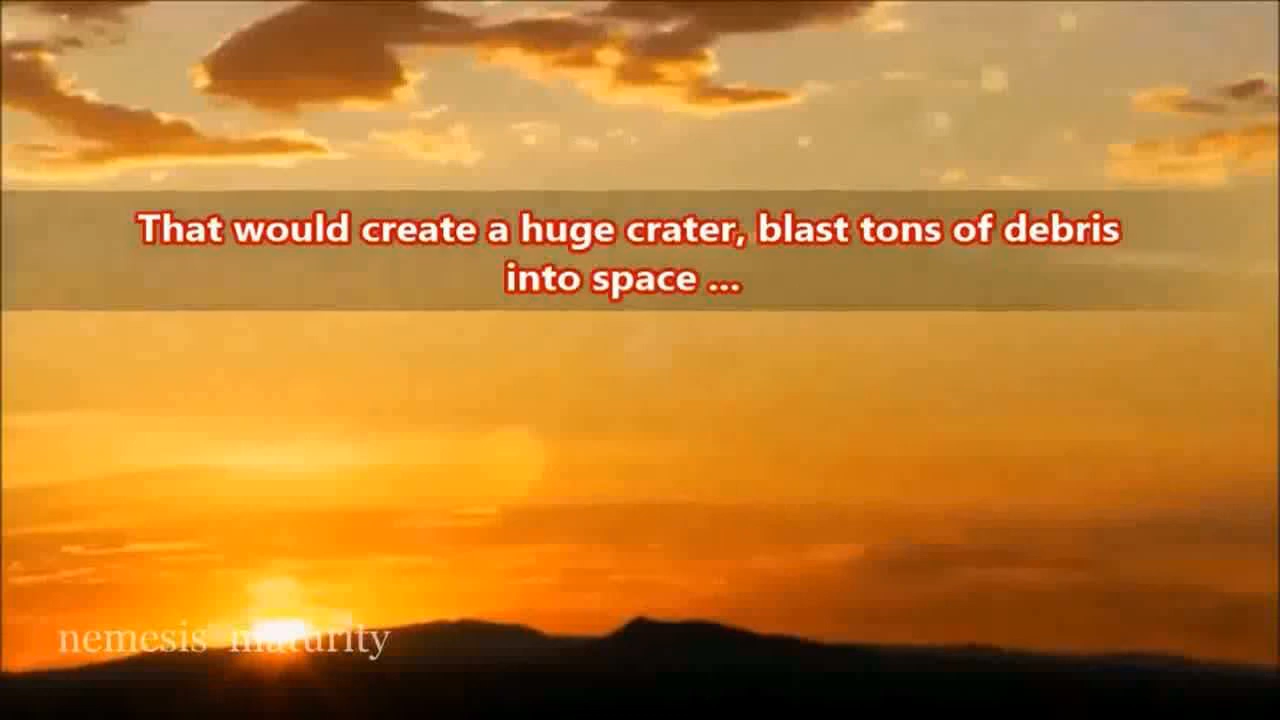 That would create a huge crater, blast tons of debris
into space ...
nemesis maturity